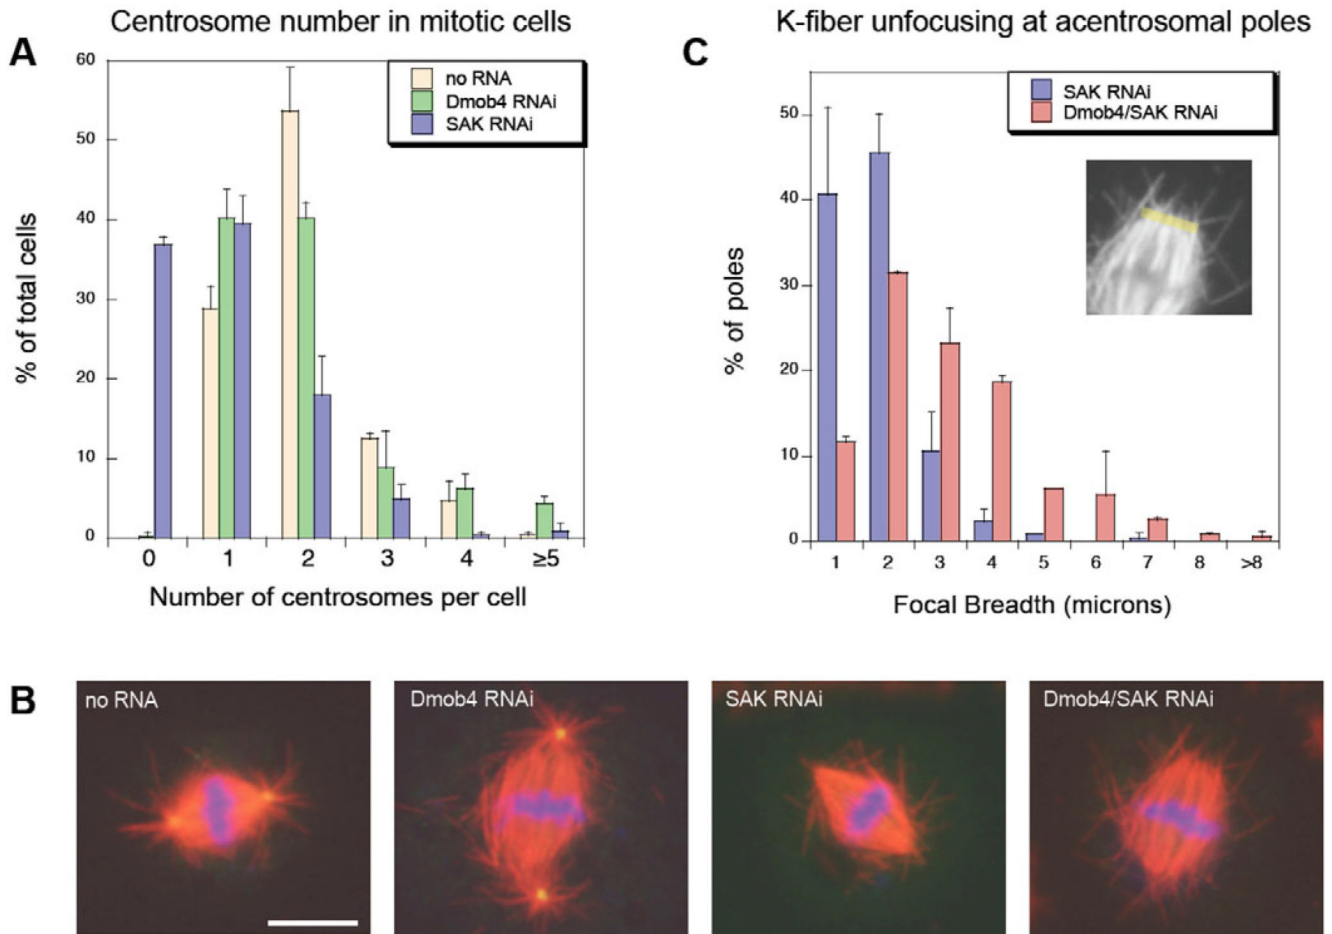 Centrosome number in mitotic cells
A
60
50
40
30
20
10
0
% of total cells
no RNA
Dmob4 RNAi
SAK RNAi
0 1 2 3 4 ≥5
Number of centrosomes per cell
K-fiber unfocusing at acentrosomal poles
C
50
40
30
20
10
0
% of poles
SAK RNAi
Dmob4/SAK RNAi
1 2 3 4 5 6 7 8 >8
Focal Breadth (microns)
B
no RNA
Dmob4 RNAi
SAK RNAi
Dmob4/SAK RNAi